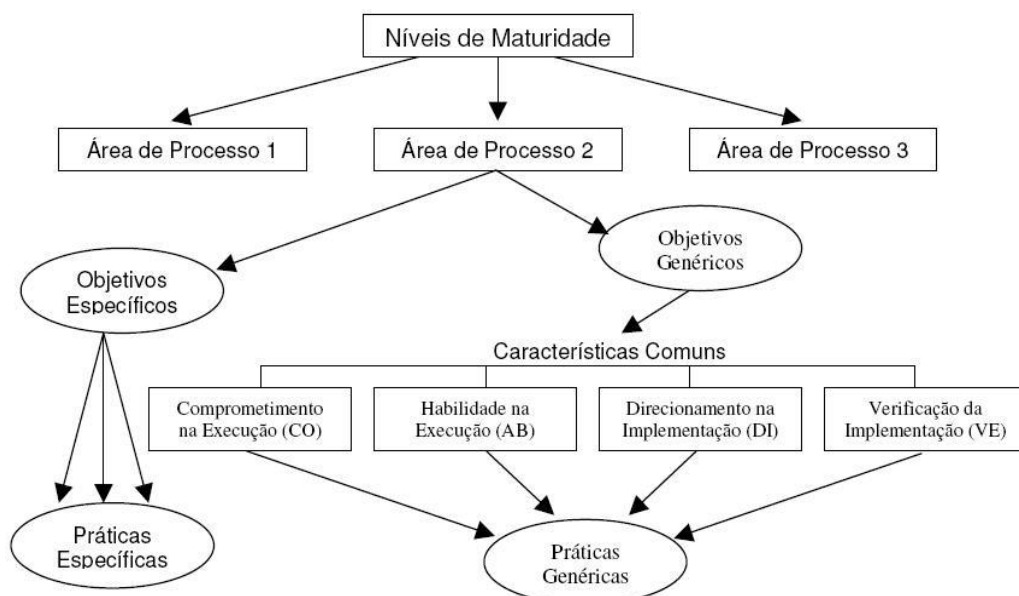 Níveis de Maturidade
Área de Processo 1
Área de Processo 2
Área de Processo 3
Objetivos
Genéricos
Objetivos
Específicos
Características Comuns
Comprometimento
na Execução (CO)
Habilidade na
Execução (AB)
Direcionamento na
Implementação (DI)
Verificação da
Implementação (VE)
Práticas
Específicas
Práticas
Genéricas